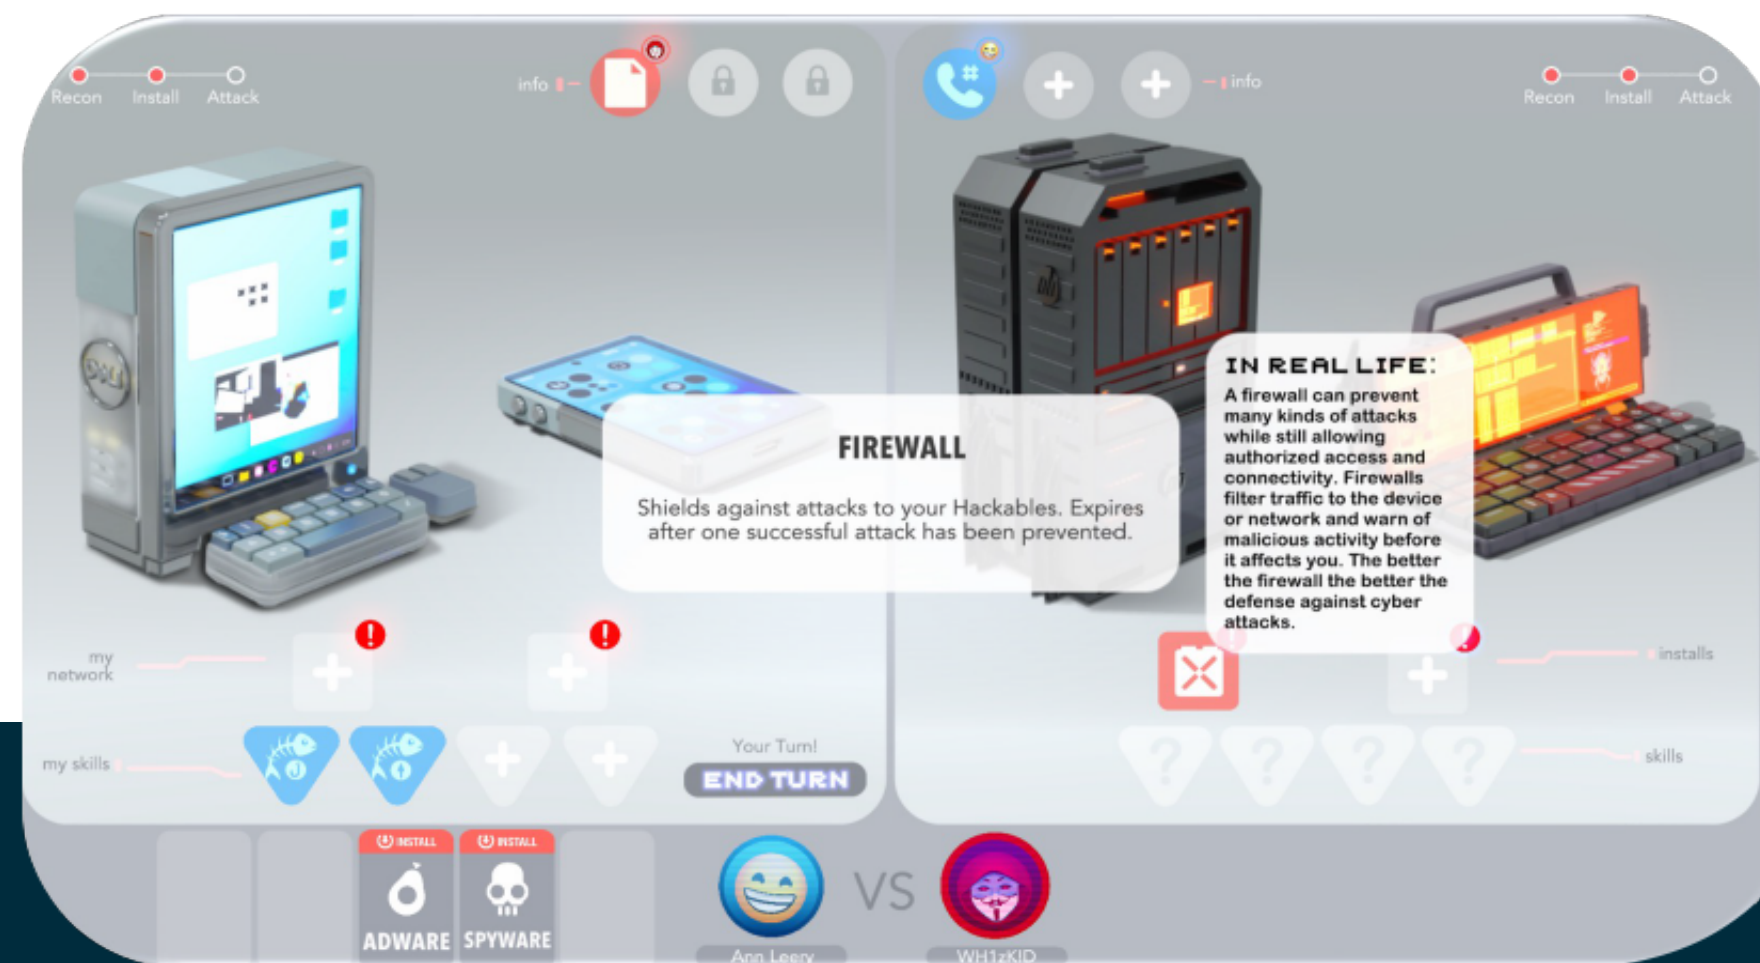 Recon Install Attack
info
info
Recon Install Attack
IN REAL LIFE:
A firewall can prevent
many kinds of attacks
while still allowing
authorized access and
connectivity. Firewalls
filter traffic to the device
or network and warn of
malicious activity before
it affects you. The better
the firewall the better the
defense against cyber
attacks.
FIREWALL
Shields against attacks to your Hackables. Expires
after one successful attack has been prevented.
my
network
installs
my skills
Your Turn!
END TURN
skills
INSTALL
ADWARE
INSTALL
SPYWARE
VS
Ann Leery
WH1zKID